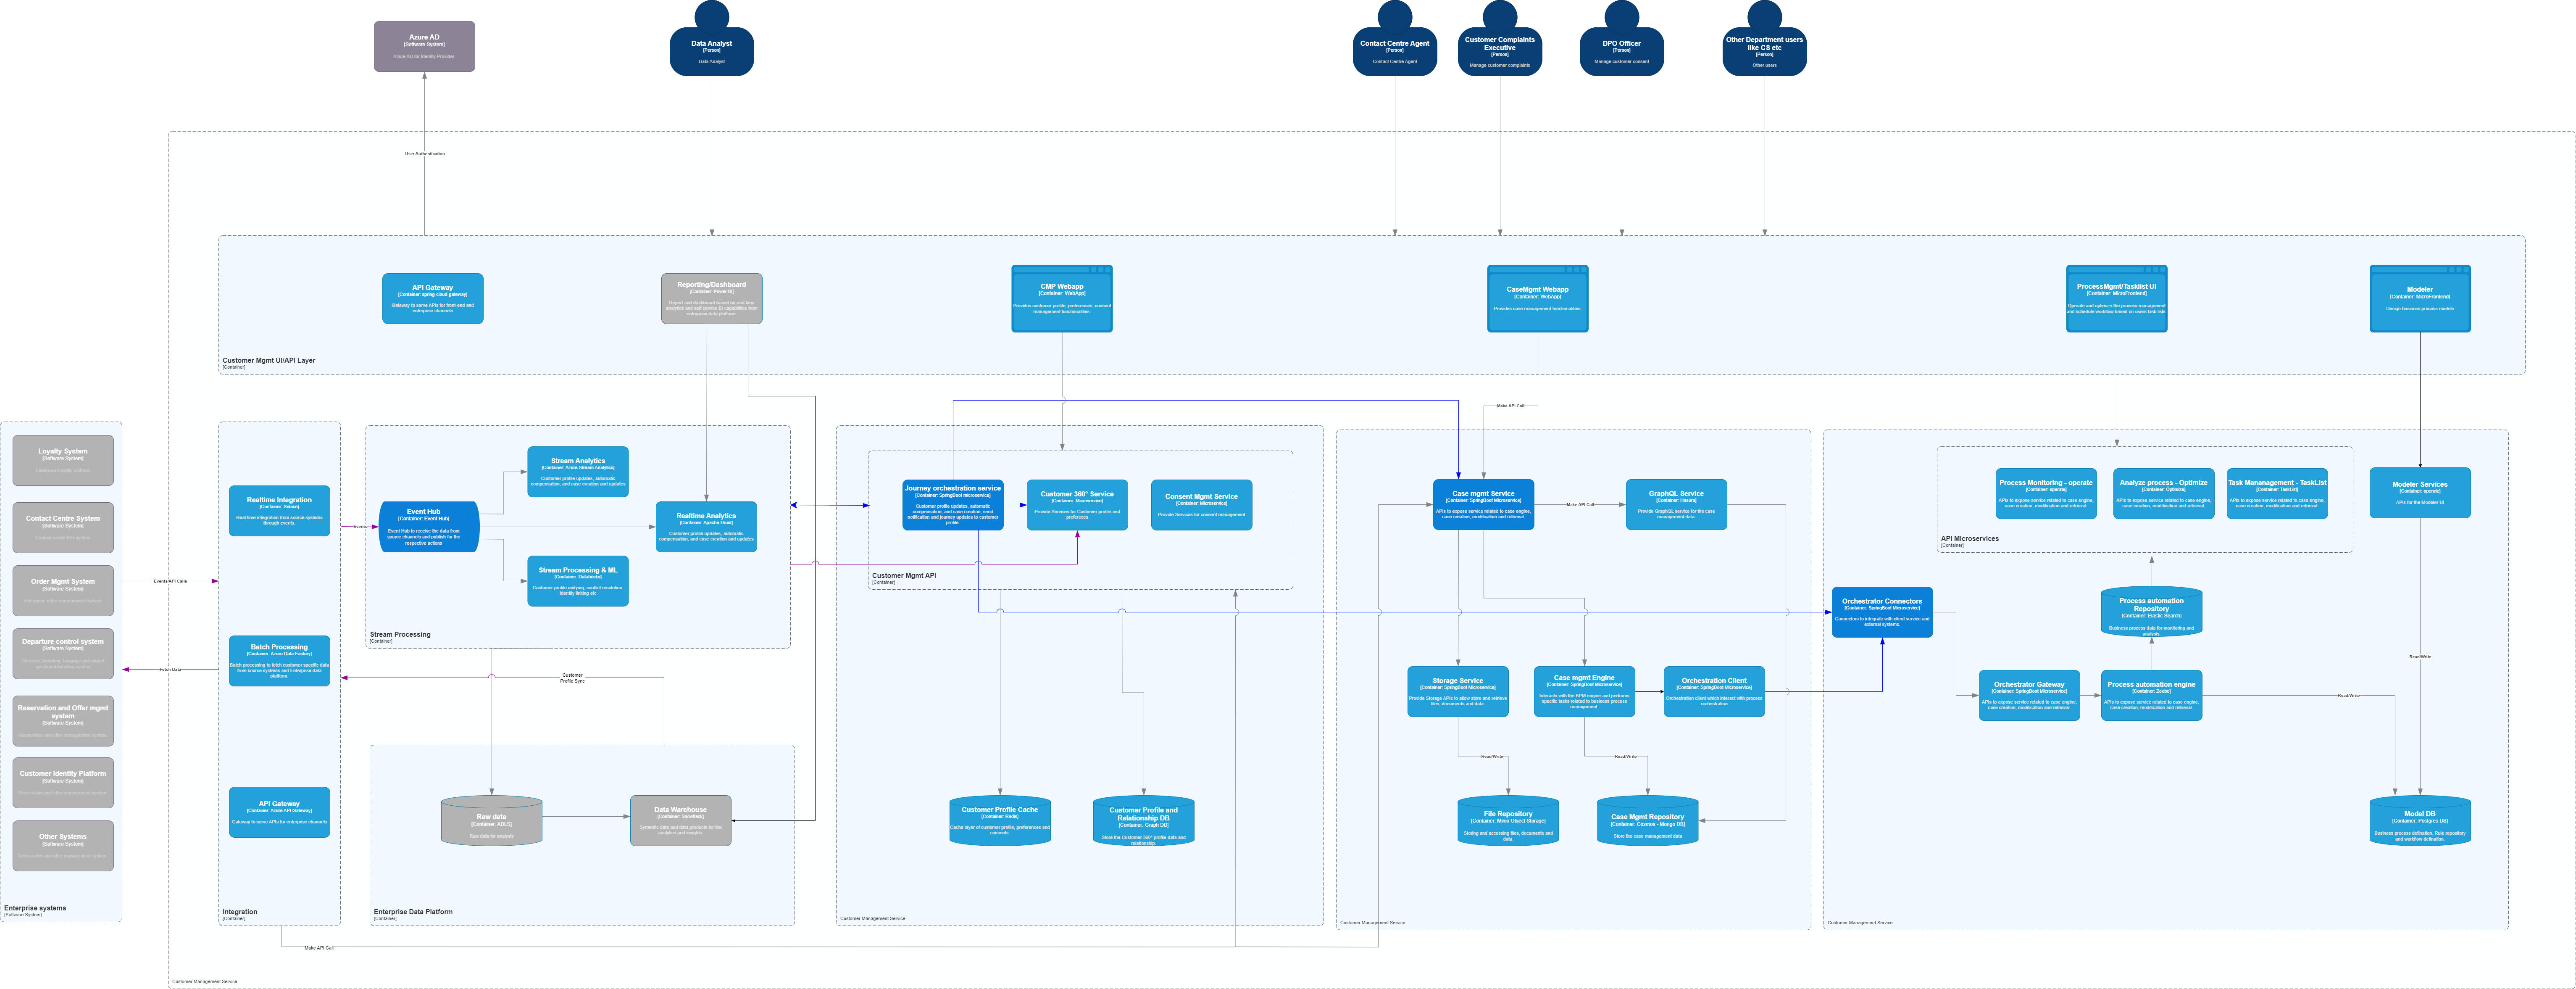 Azure AD
[Software System]
Azure AD for Identity Provider
Data Analyst
[Person]
Data Analyst
Contact Centre Agent
[Person]
Contact Centre Agent
Customer Complaints
Executive
[Person]
Manage customer complaints
DPO Officer
[Person]
Manage customer consent
Other Department users
like CS etc
[Person]
Other users
User Authentication
API Gateway
[Container: spring-cloud-gateway]
Gateway to serve APIs for front-end and
enterprise channels
Reporting/Dashboard
[Container: Power BI]
Report and dashboard based on real time
analytics and self service BI capabilities from
enterprise data platform.
CMP Webapp
[Container: WebApp]
Provides customer profile, preferences, consent
management functionalities.
CaseMgmt Webapp
[Container: WebApp]
Provides case management functionalities
ProcessMgmt/Tasklist UI
[Container: MicroFrontend]
Operate and optimize the process management
and schedule workflow based on users task lists.
Modeler
[Container: MicroFrontend]
Design business process models
Customer Mgmt UI/API Layer
[Container]
Make API Call
Loyalty System
[Software System]
Enterprise Loyalty platform.
Contact Centre System
[Software System]
Order Mgmt System
[Software System]
Departure control system
[Software System]
Reservation and Offer mgmt
system
[Software System]
Reservation and offer management system.
Customer Identity Platform
[Software System]
Reservation and offer management system.
Other Systems
[Software System]
Reservation and offer management system.
Enterprise systems
[Software System]
Events API Calls
Fetch Data
Realtime Integration
[Container: Solace]
Real time integration from source systems
through events.
Batch Processing
[Container: Azure Data Factory]
Batch processing to fetch customer specific data
from source systems and Enterprise data
platform.
API Gateway
[Container: Azure API Gateway]
Gateway to serve APIs for enterprise channels
Integration
[Container]
Events
Event Hub
[Container: Event Hub]
Event Hub to receive the data from
source channels and publish for the
respective actions
Stream Analytics
[Container: Azure Stream Analytics]
Customer profile updates, automatic
compensation, and case creation and updates
Realtime Analytics
[Container: Apache Druid]
Customer profile updates, automatic
compensation, and case creation and updates
Stream Processing & ML
[Container: Databricks]
Customer profile unifying, conflict resolution,
identity linking etc.
Stream Processing
[Container]
Customer
Profile Sync
Raw data
[Container: ADLS]
Raw data for analysis
Data Warehouse
[Container: Snowflack]
Semantic data and data products for the
analytics and insights
Enterprise Data Platform
[Container]
Journey orchestration service
[Container: SpringBoot microservice]
Customer profile updates, automatic
compensation, and case creation, send
notification and journey updates to customer
profile.
Customer 360° Service
[Container: Microservice]
Provide Services for Customer profile and
preferences
Consent Mgmt Service
[Container: Microservice]
Provide Services for consent management
Customer Mgmt API
[Container]
Customer Profile Cache
[Container: Redis]
Cache layer of customer profile, preferences and
consents
Customer Profile and
Relationship DB
[Container: Graph DB]
Store the Customer 360° profile data and
relationship
Customer Management Service
Case mgmt Service
[Container: SpringBoot Microservice]
APIs to expose service related to case engine,
case creation, modification and retrieval.
Make API Call
GraphQL Service
[Container: Hasura]
Provide GraphQL service for the case
management data
Storage Service
[Container: SpringBoot Microservice]
Provide Storage APIs to allow store and retrieve
files, documents and data.
Case mgmt Engine
[Container: SpringBoot Microservice]
Interacts with the BPM engine and performs
specific tasks related to business process
management.
Orchestration Client
[Container: SpringBoot Microservice]
Orchestration client which interact with process
orchestration
Read/Write
Read/Write
File Repository
[Container: Minio Object Storage]
Storing and accessing files, documents and
data
Case Mgmt Repository
[Container: Cosmos - Mongo DB]
Store the case management data
Customer Management Service
Process Monitoring - operate
[Container: operate]
APIs to expose service related to case engine,
case creation, modification and retrieval.
Analyze process - Optimize
[Container: Optimize]
APIs to expose service related to case engine,
case creation, modification and retrieval.
Task Mananagement - TaskList
[Container: TaskList]
APIs to expose service related to case engine,
case creation, modification and retrieval.
API Microservices
[Container]
Modeler Services
[Container: operate]
APIs for the Modeler UI
Orchestrator Connectors
[Container: SpringBoot Microservice]
Connectors to integrate with client service and
external systems.
Process automation
Repository
[Container: Elastic Search]
Business process data for monitoring and
analysis
Read/Write
Orchestrator Gateway
[Container: SpringBoot Microservice]
APIs to expose service related to case engine,
case creation, modification and retrieval.
Process automation engine
[Container: Zeebe]
APIs to expose service related to case engine,
case creation, modification and retrieval.
Read/Write
Model DB
[Container: Postgres DB]
Business process defination, Rule repository
and workflow defination
Customer Management Service
Make API Call
Customer Management Service